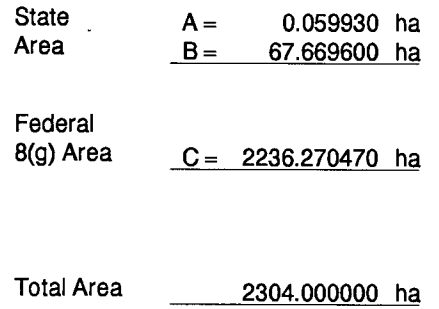 State A = 0.059930 ha
Area B = 67.669600 ha
Federal
8(g) Area C = 2236.270470 ha
Total Area 2304.000000 ha